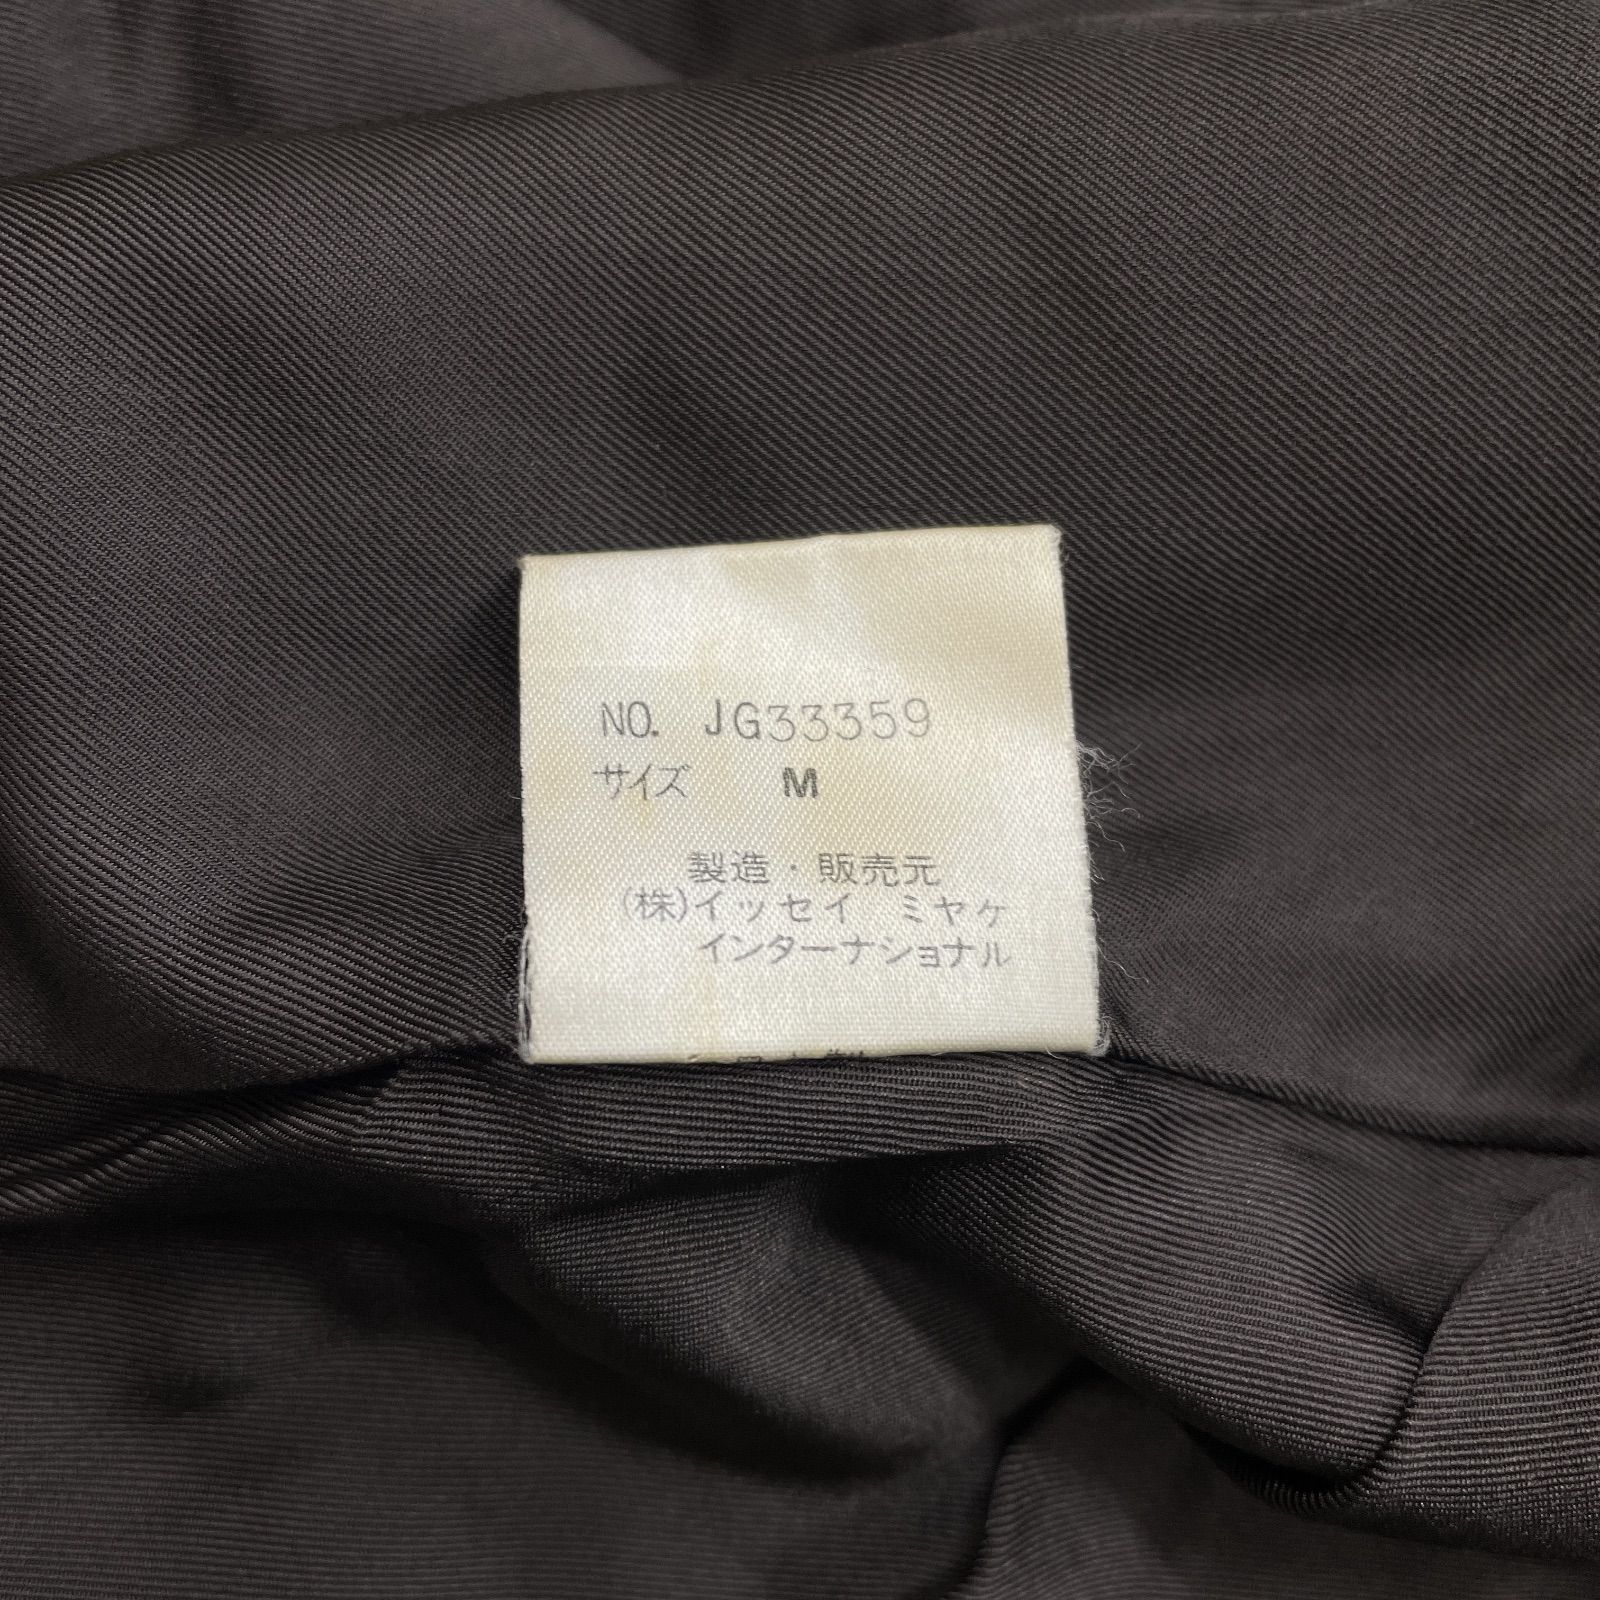 NO. JG33359
サイズ M
製造・販売元
(株)イッセイ ミヤケ
インターナショナル